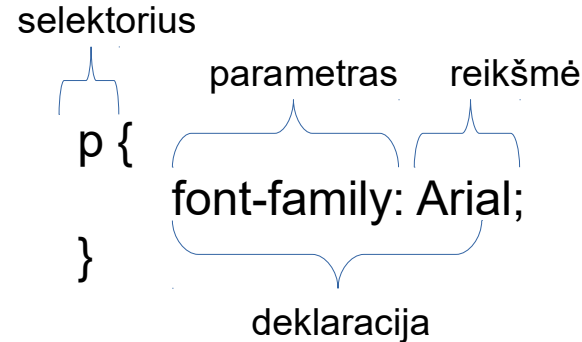 selektorius
parametras reikšmė
p {
font-family: Arial;
}
deklaracija